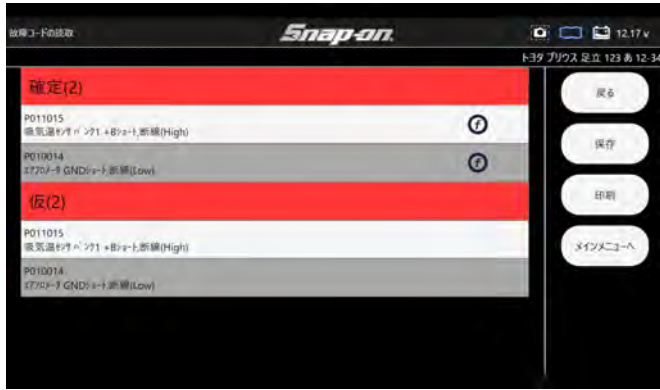 故障コードの読取
Snap-on
12.17 v
トヨタ プリウス 足立 123 あ 12-34
確定(2)
P011015
吸気温センサ バンク1 +Bショート,断線(High)
P010014
エアフロメータ GNDショート,断線(Low)
仮(2)
P011015
吸気温センサ バンク1 +Bショート,断線(High)
P010014
エアフロメータ GNDショート,断線(Low)
戻る
保存
印刷
メインメニューへ